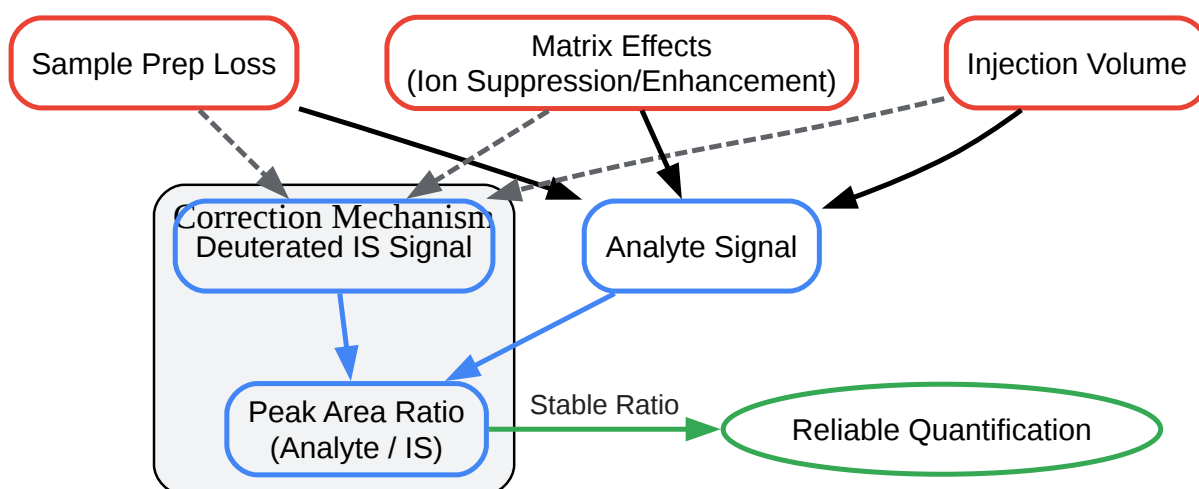 Sample Prep Loss
Matrix Effects
(Ion Suppression/Enhancement)
Injection Volume
Correction Mechanism
Deuterated IS Signal
Analyte Signal
Peak Area Ratio
(Analyte / IS)
Stable Ratio
Reliable Quantification